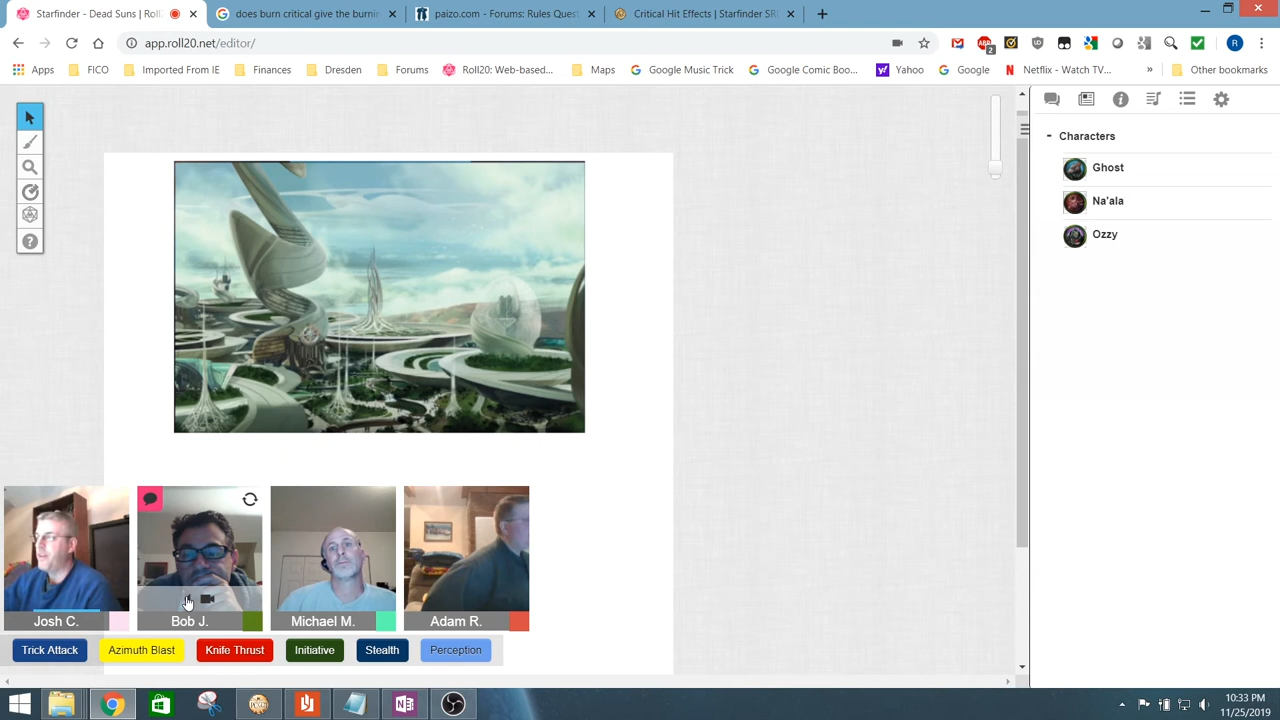 Starfinder - Dead Suns | Roll
does burn critical give the burnin
paizo.com - Forums: Rules Quest
Critical Hit Effects | Starfinder SRD
app.roll20.net/editor/
2
R
Apps
FICO
Imported From IE
Finances
Dresden
Forums
Roll20: Web-based...
Maps
Google Music Trick
Google Comic Boo...
Yahoo
Google
Netflix - Watch TV...
»
Other bookmarks
- Characters
Ghost
Na'ala
Ozzy
Josh C.
Bob J.
Michael M.
Adam R.
Trick Attack
Azimuth Blast
Knife Thrust
Initiative
Stealth
Perception
10:33 PM
11/25/2019